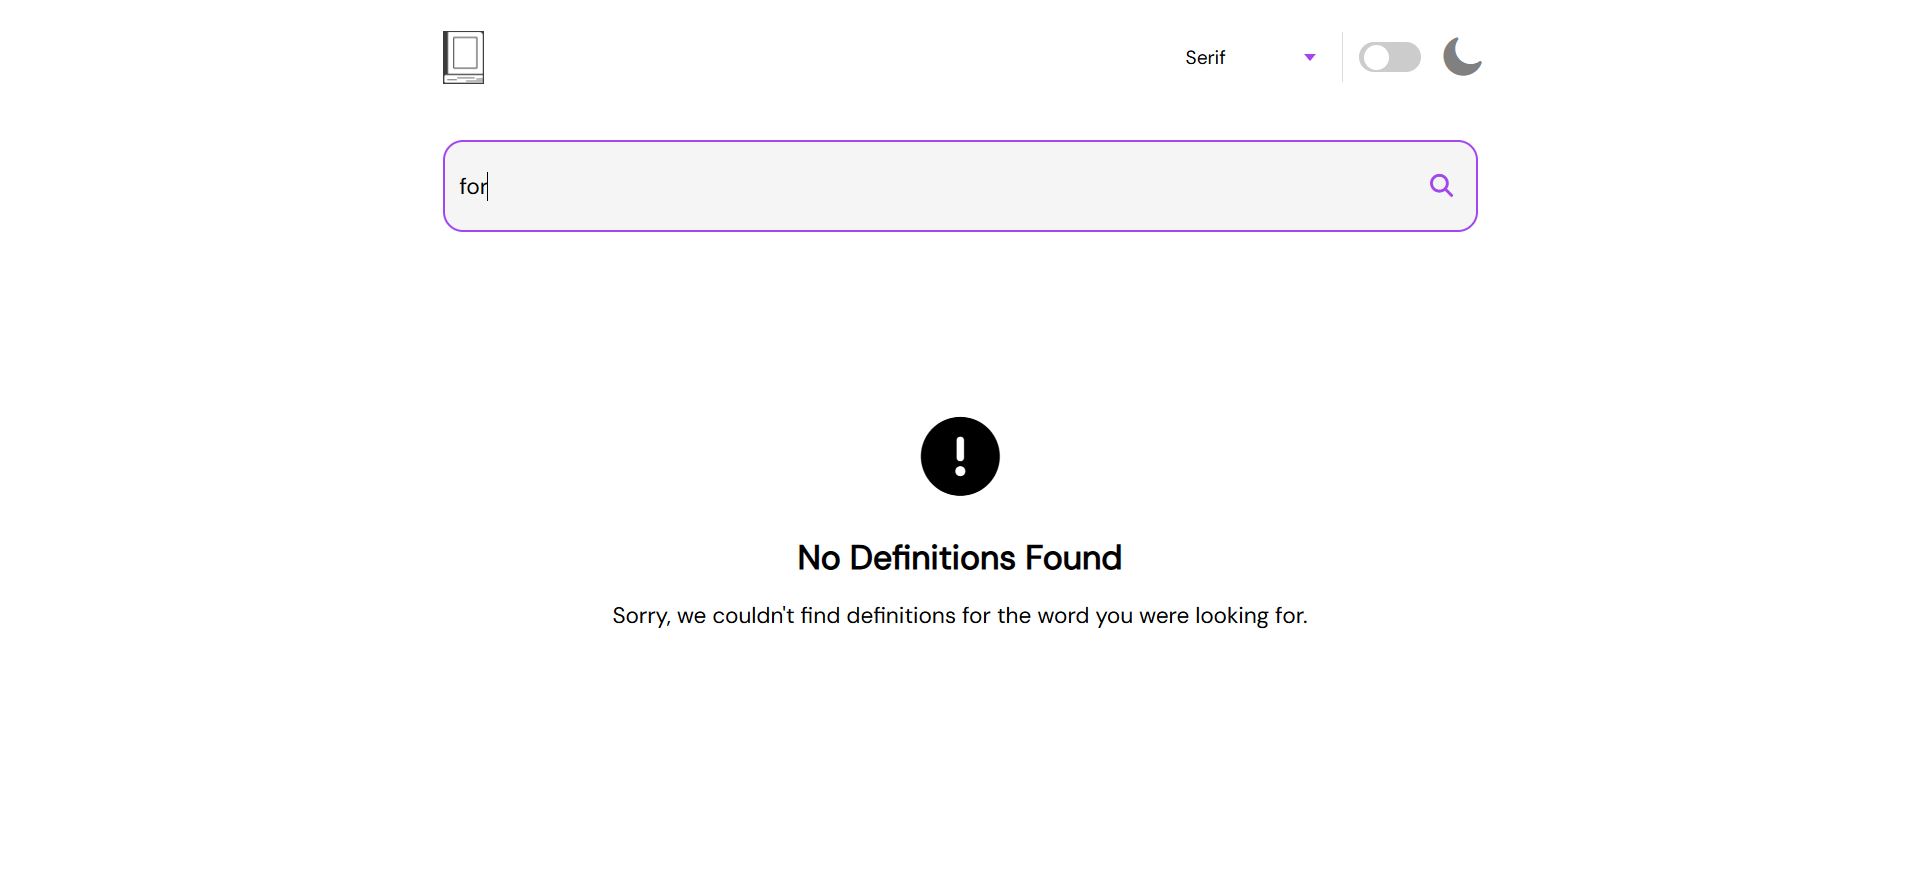 Serif
for
No Definitions Found
Sorry, we couldn't find definitions for the word you were looking for.